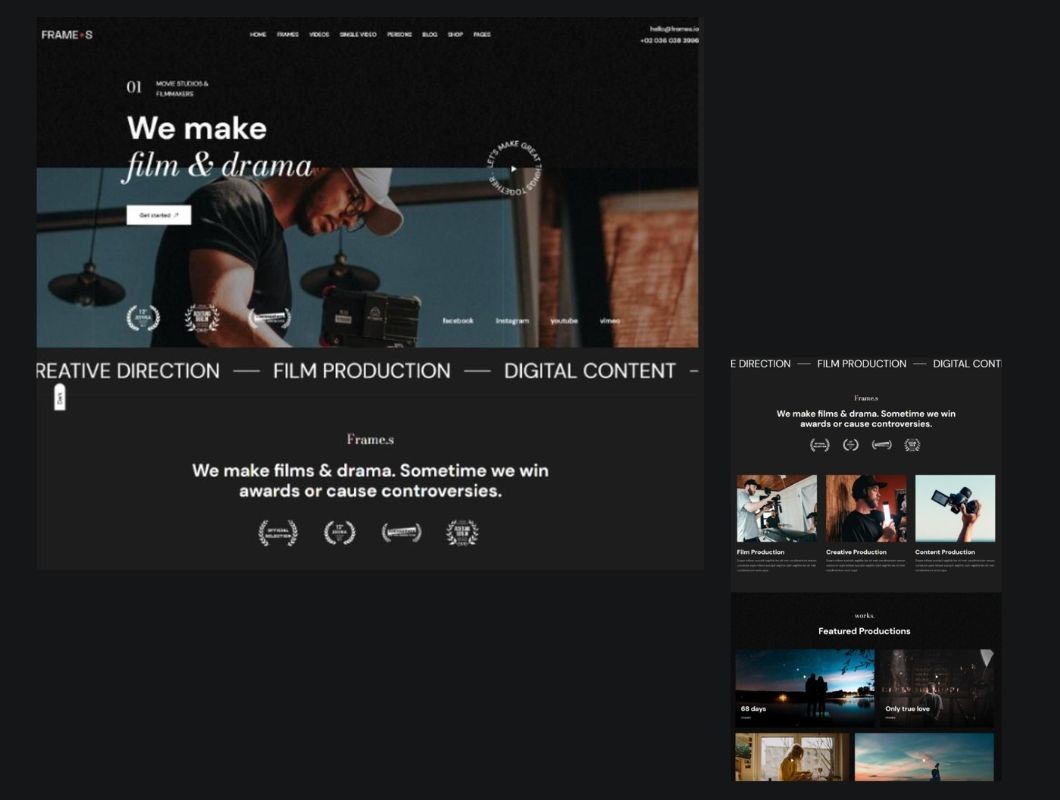 FRAME•S
HOME FRAMES VIDEOS SINGLE VIDEO PERSONS BLOG SHOP PAGES
hello@frames.io
+02 036 038 3996
01
MOVIE STUDIOS &
FILMMAKERS
We make
film & drama
LET'S MAKE GREAT THINGS TOGETHER
Get started ↗
facebook instagram youtube vimeo
REATIVE DIRECTION — FILM PRODUCTION — DIGITAL CONTENT –
Dark
Frame.s
We make films & drama. Sometime we win
awards or cause controversies.
OFFICIAL
SELECTION
E DIRECTION — FILM PRODUCTION — DIGITAL CONT
Frame.s
We make films & drama. Sometime we win
awards or cause controversies.
Film Production
Creative Production
Content Production
works.
Featured Productions
68 days
Only true love